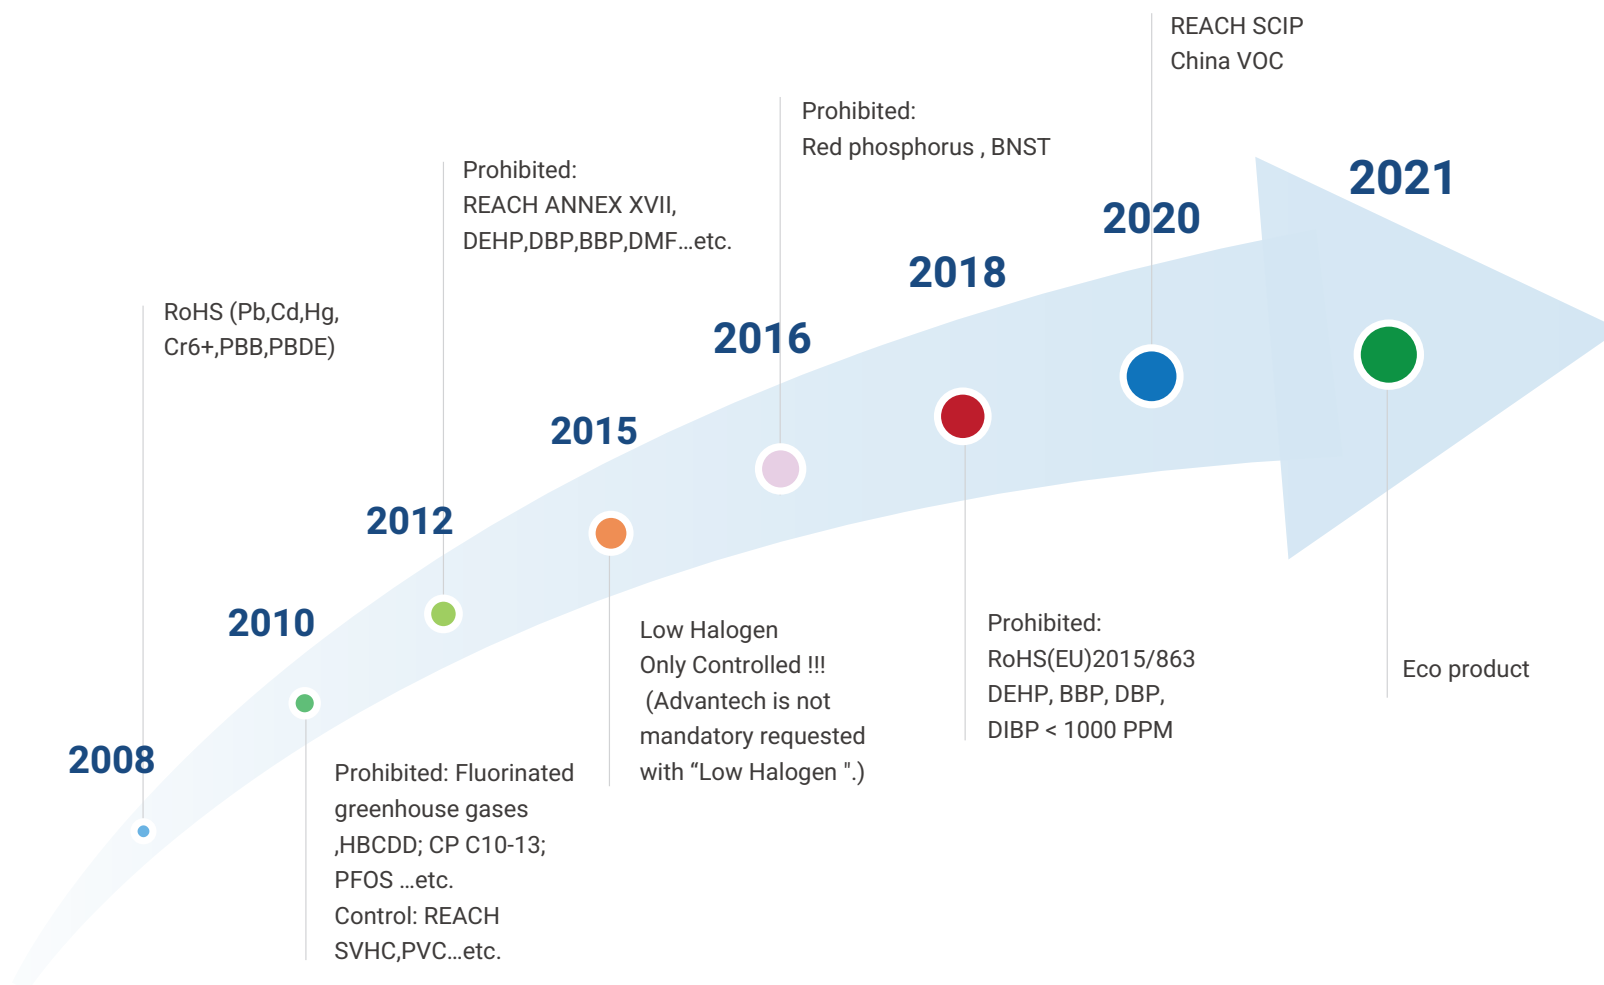 2008
RoHS (Pb,Cd,Hg,
Cr6+,PBB,PBDE)
2010
Prohibited: Fluorinated
greenhouse gases
,HBCDD; CP C10-13;
PFOS ...etc.
Control: REACH
SVHC,PVC...etc.
2012
Prohibited:
REACH ANNEX XVII,
DEHP,DBP,BBP,DMF...etc.
2015
Low Halogen
Only Controlled !!!
(Advantech is not
mandatory requested
with “Low Halogen ".)
2016
Prohibited:
Red phosphorus , BNST
2018
Prohibited:
RoHS(EU)2015/863
DEHP, BBP, DBP,
DIBP < 1000 PPM
2020
REACH SCIP
China VOC
2021
Eco product